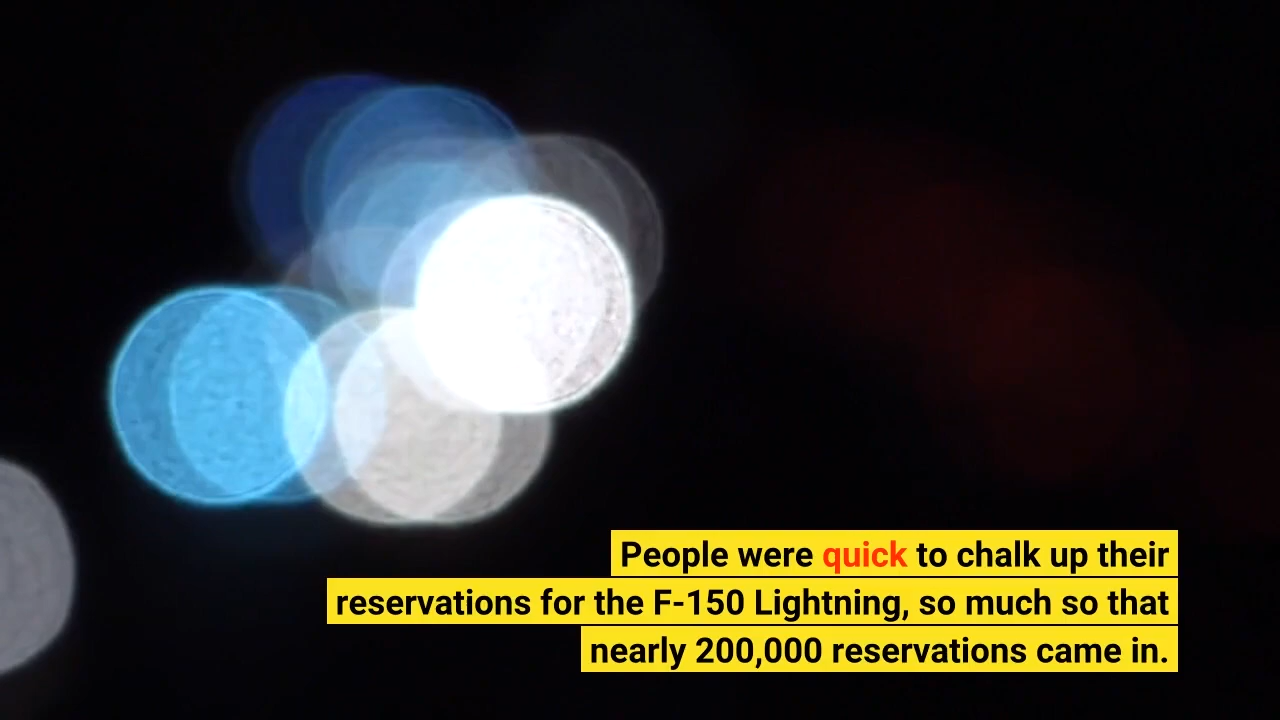 People were quick to chalk up their
reservations for the F-150 Lightning, so much so that
nearly 200,000 reservations came in.